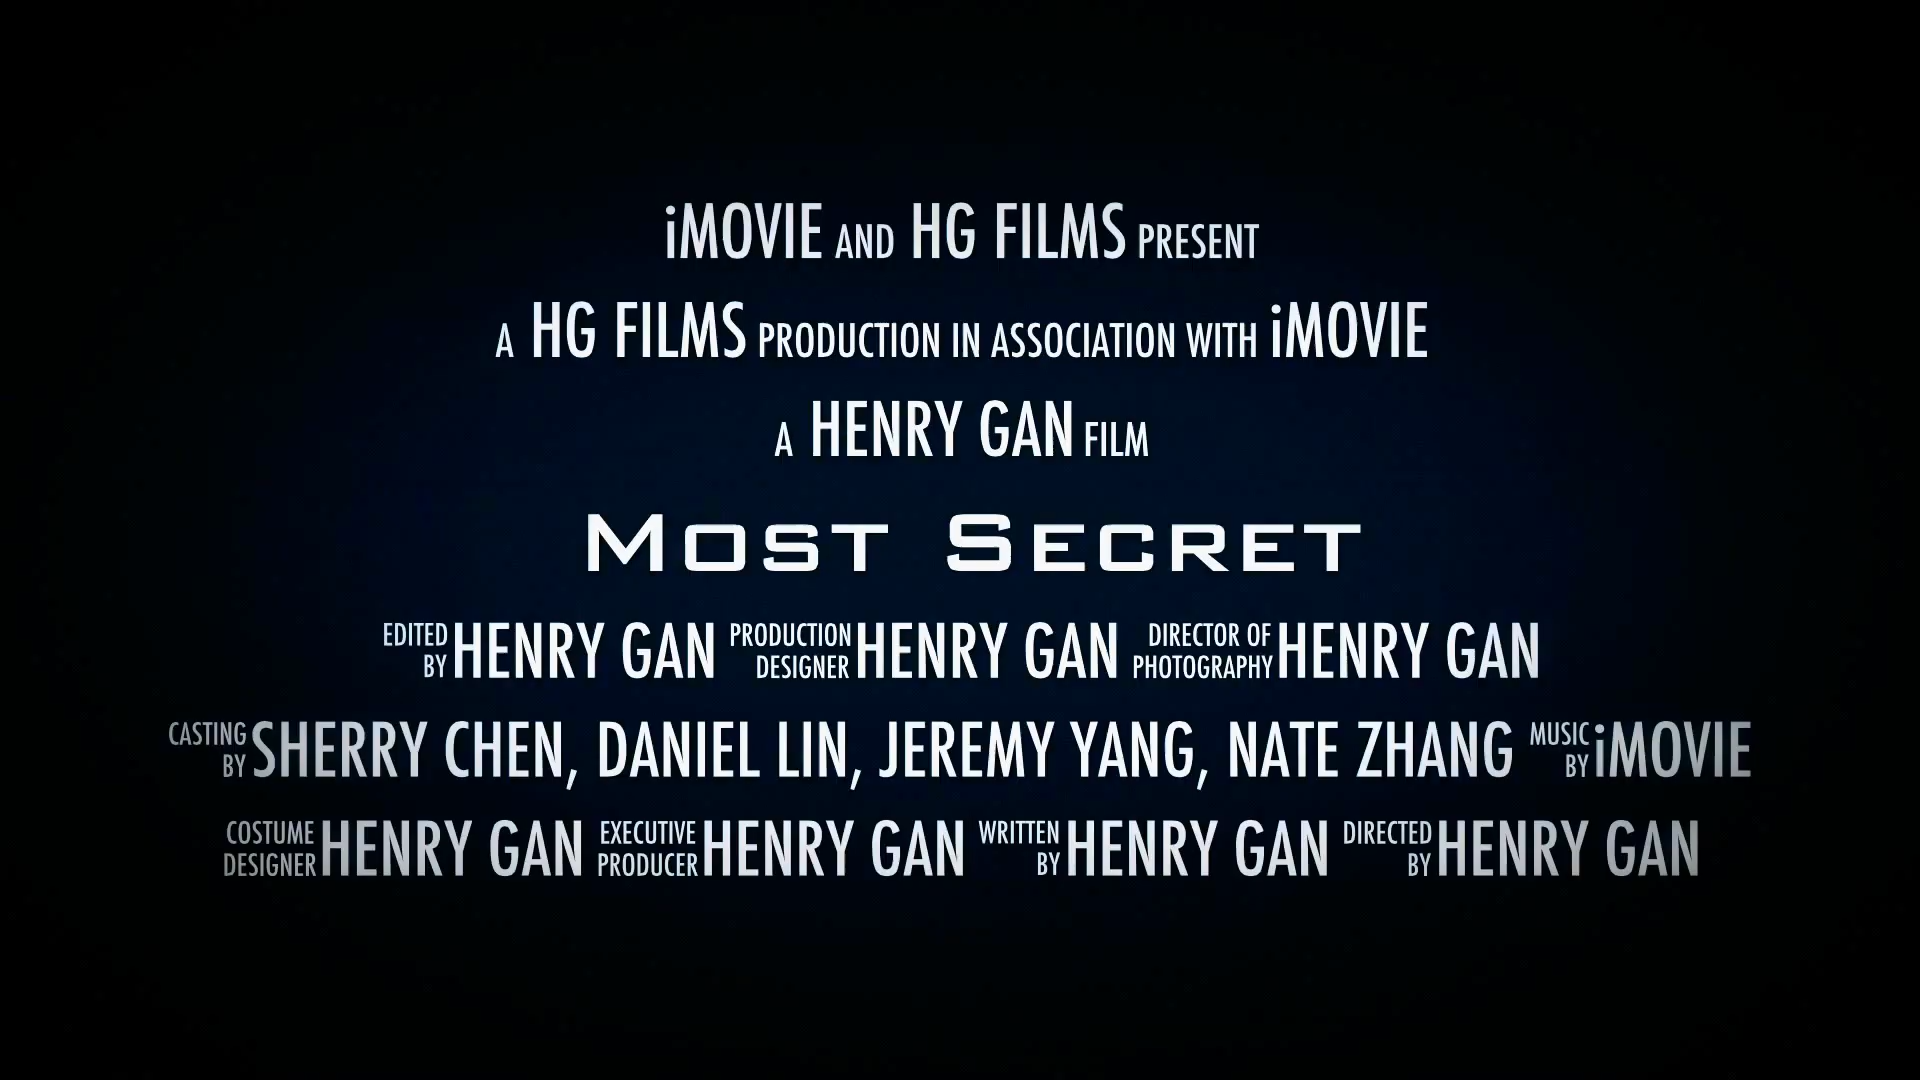 iMOVIE AND HG FILMS PRESENT
A HG FILMS PRODUCTION IN ASSOCIATION WITH iMOVIE
A HENRY GAN FILM
MOST SECRET
EDITED BY HENRY GAN PRODUCTION DESIGNER HENRY GAN DIRECTOR OF PHOTOGRAPHY HENRY GAN
CASTING BY SHERRY CHEN, DANIEL LIN, JEREMY YANG, NATE ZHANG MUSIC BY iMOVIE
COSTUME DESIGNER HENRY GAN EXECUTIVE PRODUCER HENRY GAN WRITTEN BY HENRY GAN DIRECTED BY HENRY GAN